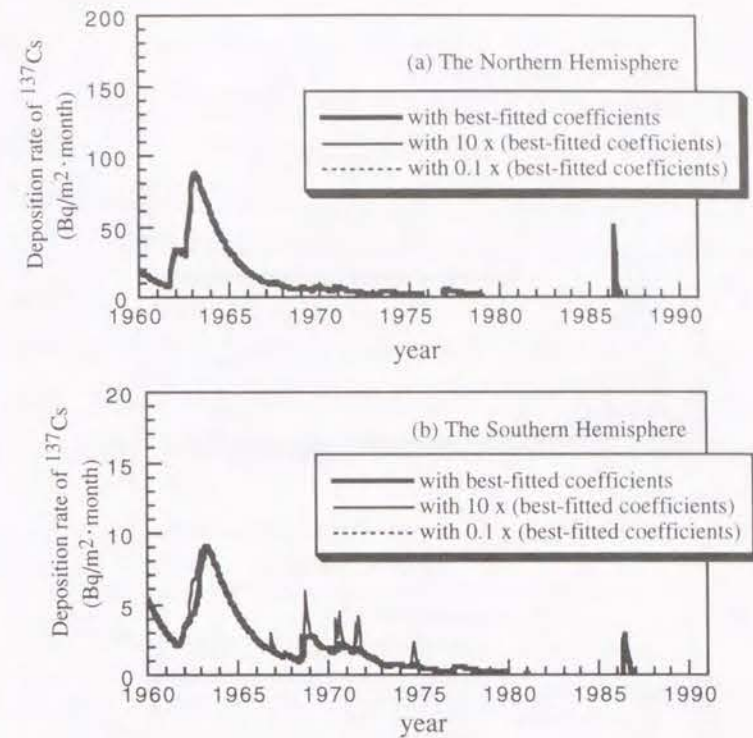 200
150
100
50
0
Deposition rate of ¹³⁷Cs
(Bq/m²·month)
(a) The Northern Hemisphere
with best-fitted coefficients
with 10 x (best-fitted coefficients)
with 0.1 x (best-fitted coefficients)
1960 1965 1970 1975 1980 1985 1990
year
20
15
10
5
0
Deposition rate of ¹³⁷Cs
(Bq/m²·month)
(b) The Southern Hemisphere
with best-fitted coefficients
with 10 x (best-fitted coefficients)
with 0.1 x (best-fitted coefficients)
1960 1965 1970 1975 1980 1985 1990
year